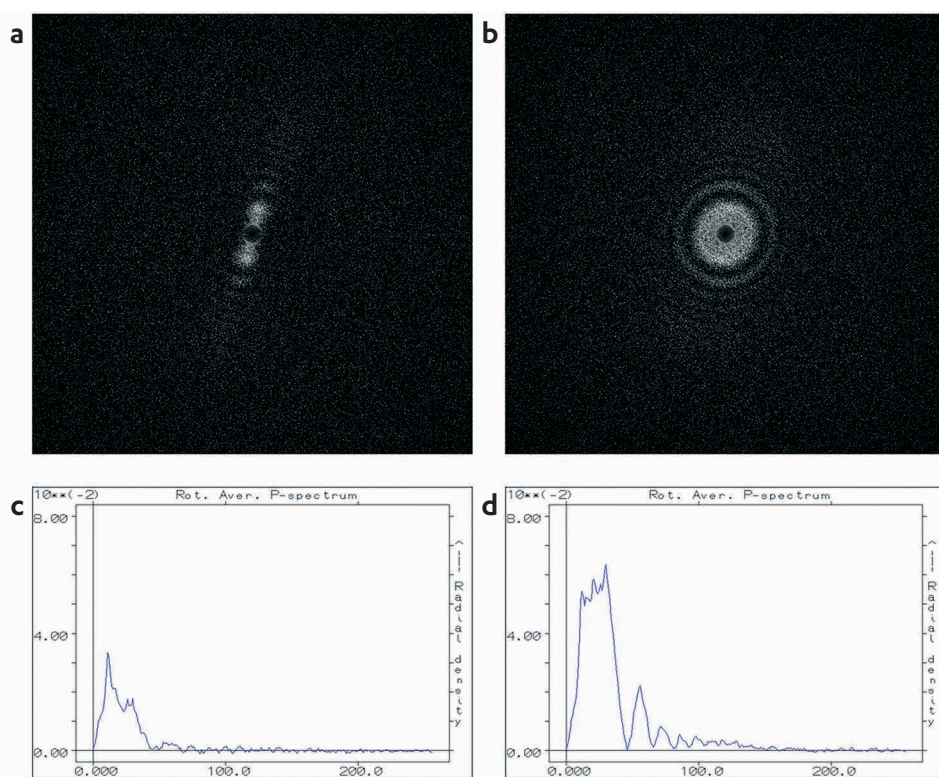 a
b
c
10**(-2)
Rot. Aver. P-spectrum
8.00
4.00
0.00
0.000
100.0
200.0
^||- Radial density
d
10**(-2)
Rot. Aver. P-spectrum
8.00
4.00
0.00
0.000
100.0
200.0
^||- Radial density